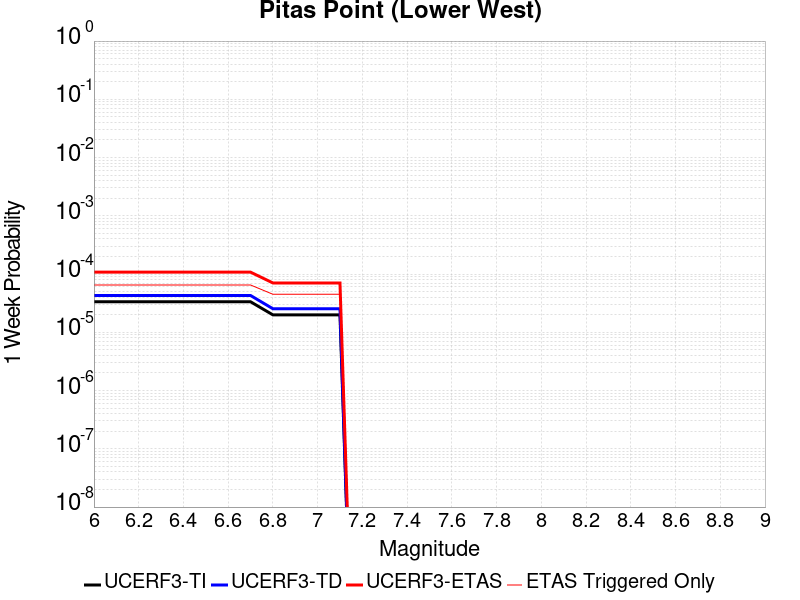 Pitas Point (Lower West)
10^0
10^-1
10^-2
10^-3
10^-4
10^-5
10^-6
10^-7
10^-8
1 Week Probability
6 6.2 6.4 6.6 6.8 7 7.2 7.4 7.6 7.8 8 8.2 8.4 8.6 8.8 9
Magnitude
UCERF3-TI UCERF3-TD UCERF3-ETAS ETAS Triggered Only